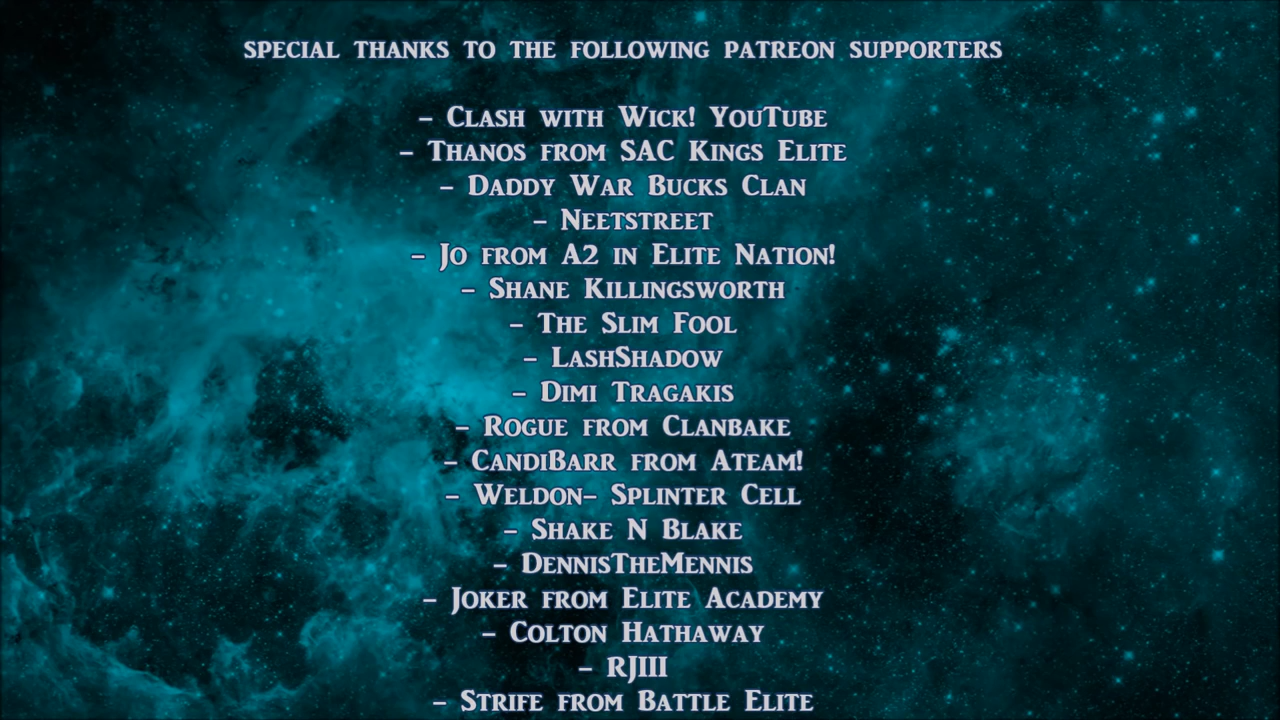 SPECIAL THANKS TO THE FOLLOWING PATREON SUPPORTERS
– Clash with Wick! YouTube
– Thanos from SAC Kings Elite
– Daddy War Bucks Clan
– Neetstreet
– Jo from A2 in Elite Nation!
– Shane Killingsworth
– The Slim Fool
– LashShadow
– Dimi Tragakis
– Rogue from Clanbake
– CandiBarr from Ateam!
– Weldon– Splinter Cell
– Shake N Blake
– DennisTheMennis
– Joker from Elite Academy
– Colton Hathaway
– RJIII
– Strife from Battle Elite